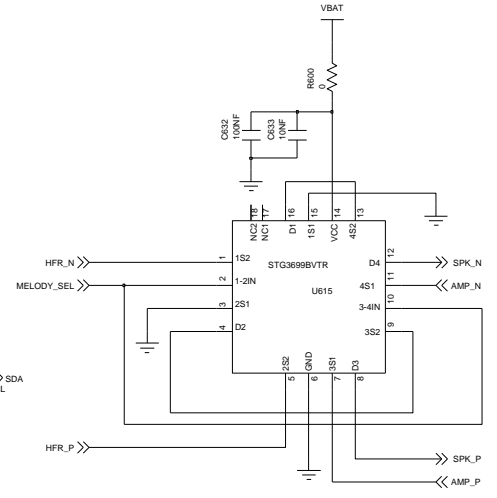 VBAT
R600
0
C632
100NF
C633
10NF
NC2
18
NC1
17
D1
16
1S1
15
VCC
14
4S2
13
HFR_N
1
1S2
STG3699BVTR
D4
12
SPK_N
MELODY_SEL
2
1-2IN
U615
4S1
11
AMP_N
3
2S1
3-4IN
10
4
D2
3S2
9
2S2
5
GND
6
3S1
7
D3
8
SDA
L
HFR_P
SPK_P
AMP_P